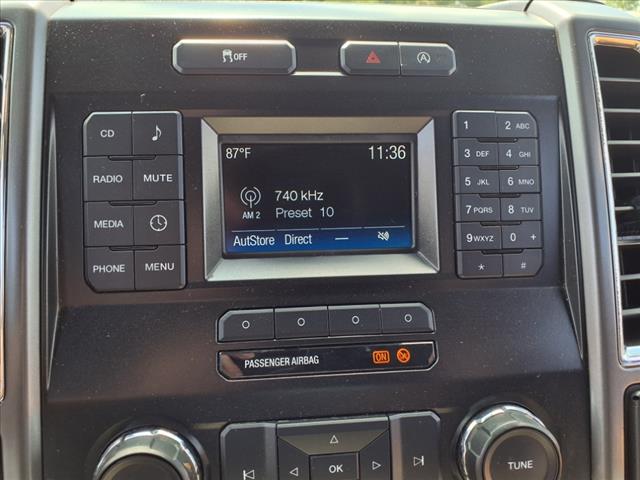 OFF
A
CD
RADIO MUTE
MEDIA
PHONE MENU
87°F 11:36
740 kHz
AM 2 Preset 10
AutStore Direct —
1 2 ABC
3 DEF 4 GHI
5 JKL 6 MNO
7 PQRS 8 TUV
9 WXYZ 0 +
* #
PASSENGER AIRBAG ON
OK
TUNE